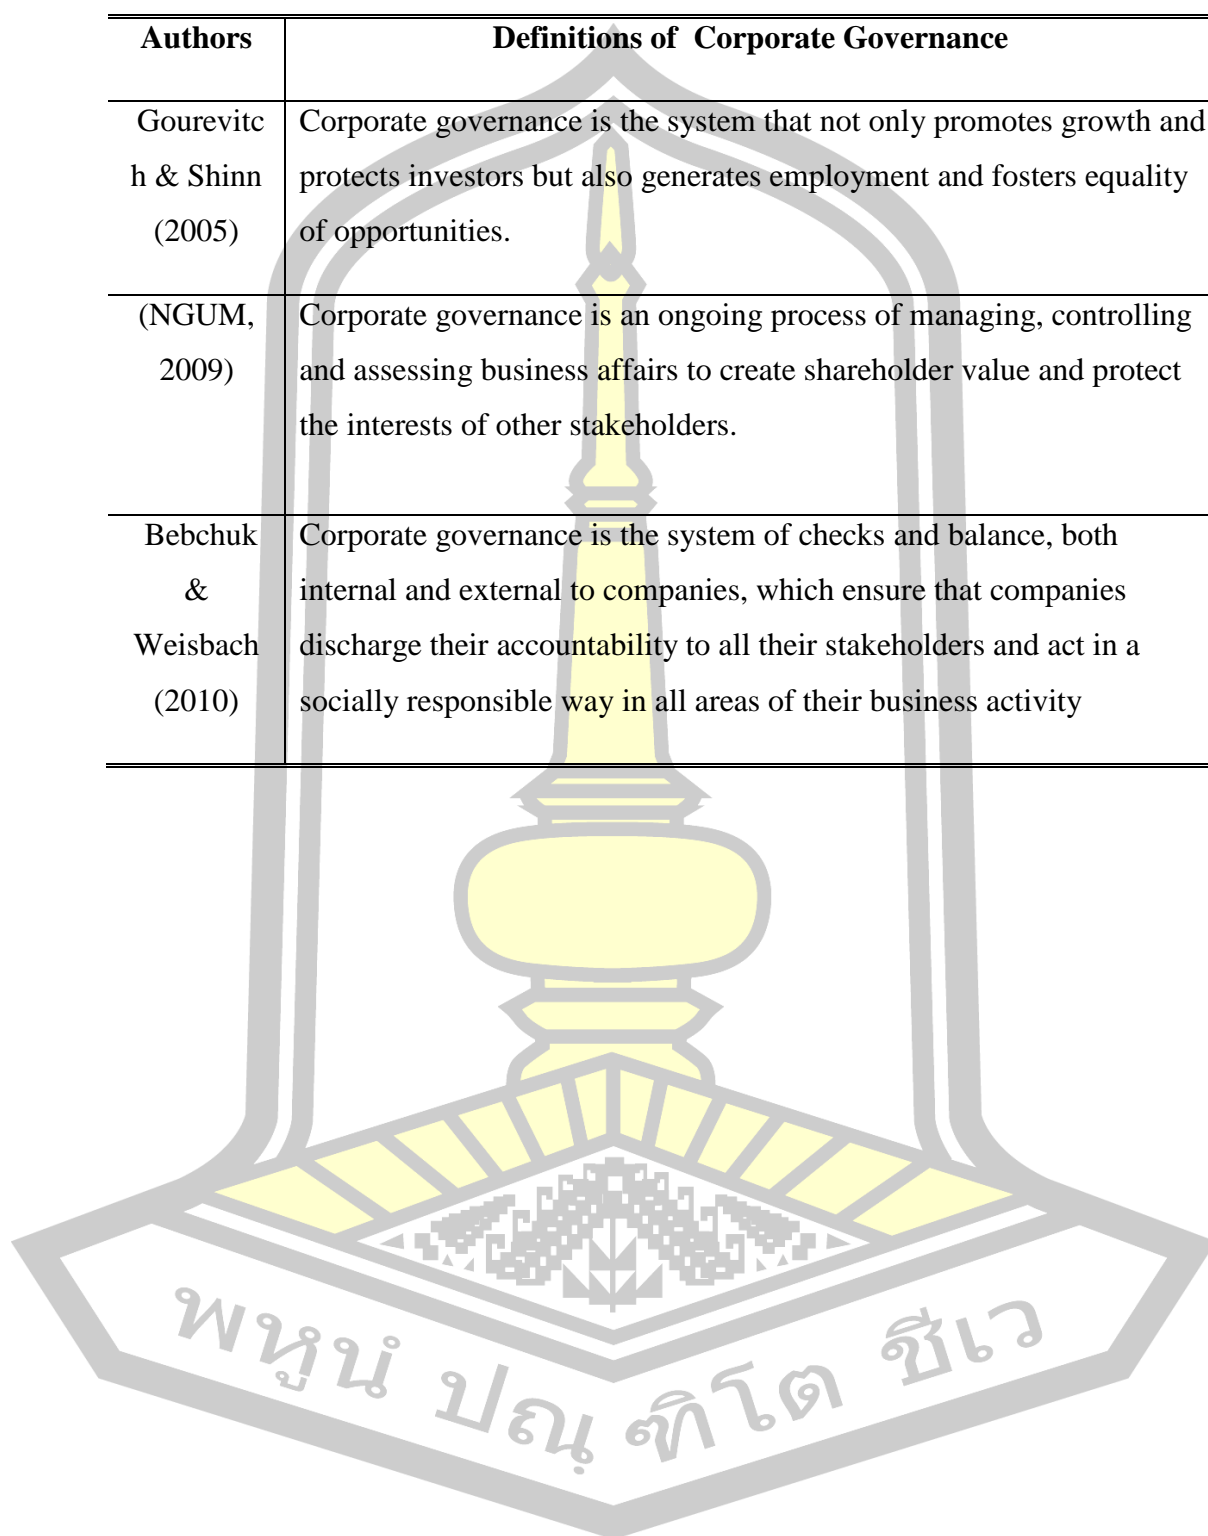 Authors Definitions of Corporate Governance
Gourevitc Corporate governance is the system that not only promotes growth and
h & Shinn protects investors but also generates employment and fosters equality
(2005) of opportunities.
(NGUM, Corporate governance is an ongoing process of managing, controlling
2009) and assessing business affairs to create shareholder value and protect
the interests of other stakeholders.
Bebchuk Corporate governance is the system of checks and balance, both
& internal and external to companies, which ensure that companies
Weisbach discharge their accountability to all their stakeholders and act in a
(2010) socially responsible way in all areas of their business activity
พหูนํ ปณฺฑิโต ชีเว